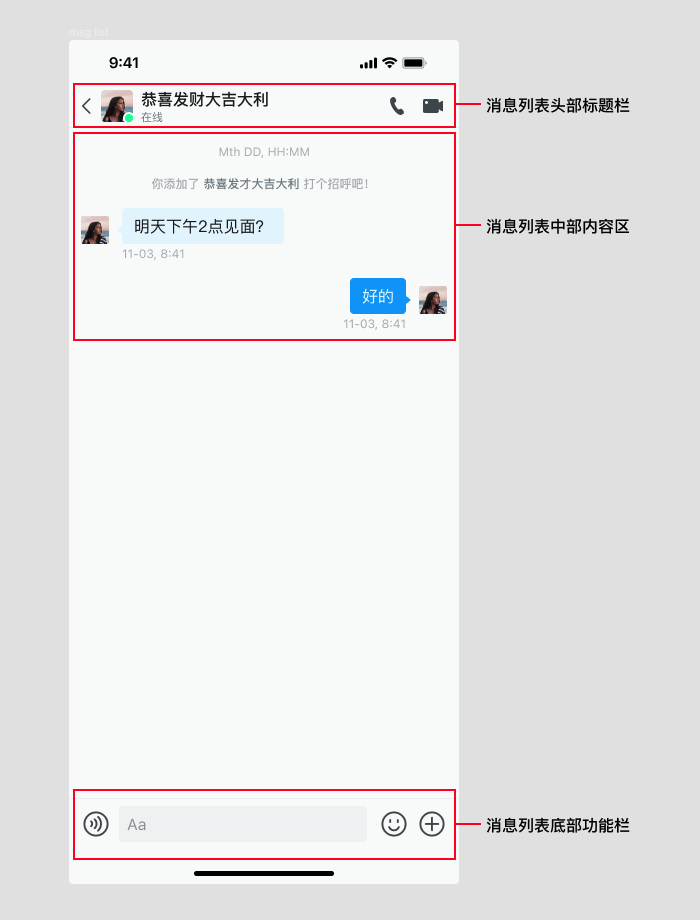 msg list
9:41
恭喜发财大吉大利
在线
消息列表头部标题栏
Mth DD, HH:MM
你添加了 恭喜发才大吉大利 打个招呼吧！
消息列表中部内容区
明天下午2点见面？
11-03, 8:41
好的
11-03, 8:41
Aa
消息列表底部功能栏